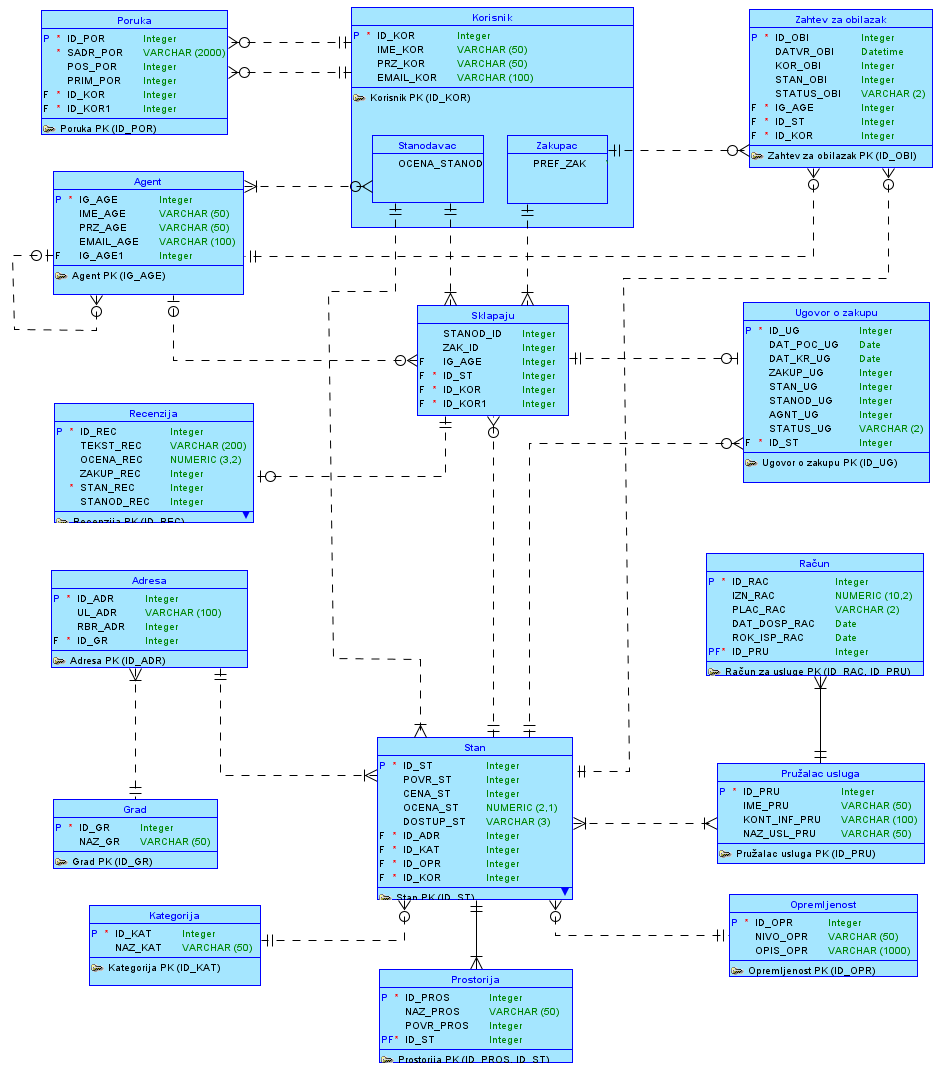 Poruka
P * ID_POR Integer
* SADR_POR VARCHAR (2000)
POS_POR Integer
PRIM_POR Integer
F * ID_KOR Integer
F * ID_KOR1 Integer
Poruka PK (ID_POR)
Korisnik
P * ID_KOR Integer
IME_KOR VARCHAR (50)
PRZ_KOR VARCHAR (50)
EMAIL_KOR VARCHAR (100)
Korisnik PK (ID_KOR)
Stanodavac
OCENA_STANOD
Zakupac
PREF_ZAK
Zahtev za obilazak
P * ID_OBI Integer
DATVR_OBI Datetime
KOR_OBI Integer
STAN_OBI Integer
STATUS_OBI VARCHAR (2)
F * IG_AGE Integer
F * ID_ST Integer
F * ID_KOR Integer
Zahtev za obilazak PK (ID_OBI)
Agent
P * IG_AGE Integer
IME_AGE VARCHAR (50)
PRZ_AGE VARCHAR (50)
EMAIL_AGE VARCHAR (100)
F IG_AGE1 Integer
Agent PK (IG_AGE)
Sklapaju
STANOD_ID Integer
ZAK_ID Integer
F IG_AGE Integer
F * ID_ST Integer
F * ID_KOR Integer
F * ID_KOR1 Integer
Ugovor o zakupu
P * ID_UG Integer
DAT_POC_UG Date
DAT_KR_UG Date
ZAKUP_UG Integer
STAN_UG Integer
STANOD_UG Integer
AGNT_UG Integer
STATUS_UG VARCHAR (2)
F * ID_ST Integer
Ugovor o zakupu PK (ID_UG)
Recenzija
P * ID_REC Integer
TEKST_REC VARCHAR (200)
OCENA_REC NUMERIC (3,2)
ZAKUP_REC Integer
* STAN_REC Integer
STANOD_REC Integer
Recenzija PK (ID_REC)
Adresa
P * ID_ADR Integer
UL_ADR VARCHAR (100)
RBR_ADR Integer
F * ID_GR Integer
Adresa PK (ID_ADR)
Račun
P * ID_RAC Integer
IZN_RAC NUMERIC (10,2)
PLAC_RAC VARCHAR (2)
DAT_DOSP_RAC Date
ROK_ISP_RAC Date
PF * ID_PRU Integer
Račun za usluge PK (ID_RAC, ID_PRU)
Stan
P * ID_ST Integer
POVR_ST Integer
CENA_ST Integer
OCENA_ST NUMERIC (2,1)
DOSTUP_ST VARCHAR (3)
F * ID_ADR Integer
F * ID_KAT Integer
F * ID_OPR Integer
F * ID_KOR Integer
Stan PK (ID_ST)
Pružalac usluga
P * ID_PRU Integer
IME_PRU VARCHAR (50)
KONT_INF_PRU VARCHAR (100)
NAZ_USL_PRU VARCHAR (50)
Pružalac usluga PK (ID_PRU)
Grad
P * ID_GR Integer
NAZ_GR VARCHAR (50)
Grad PK (ID_GR)
Kategorija
P * ID_KAT Integer
NAZ_KAT VARCHAR (50)
Kategorija PK (ID_KAT)
Opremljenost
P * ID_OPR Integer
NIVO_OPR VARCHAR (50)
OPIS_OPR VARCHAR (1000)
Opremljenost PK (ID_OPR)
Prostorija
P * ID_PROS Integer
NAZ_PROS VARCHAR (50)
POVR_PROS Integer
PF * ID_ST Integer
Prostorija PK (ID_PROS, ID_ST)